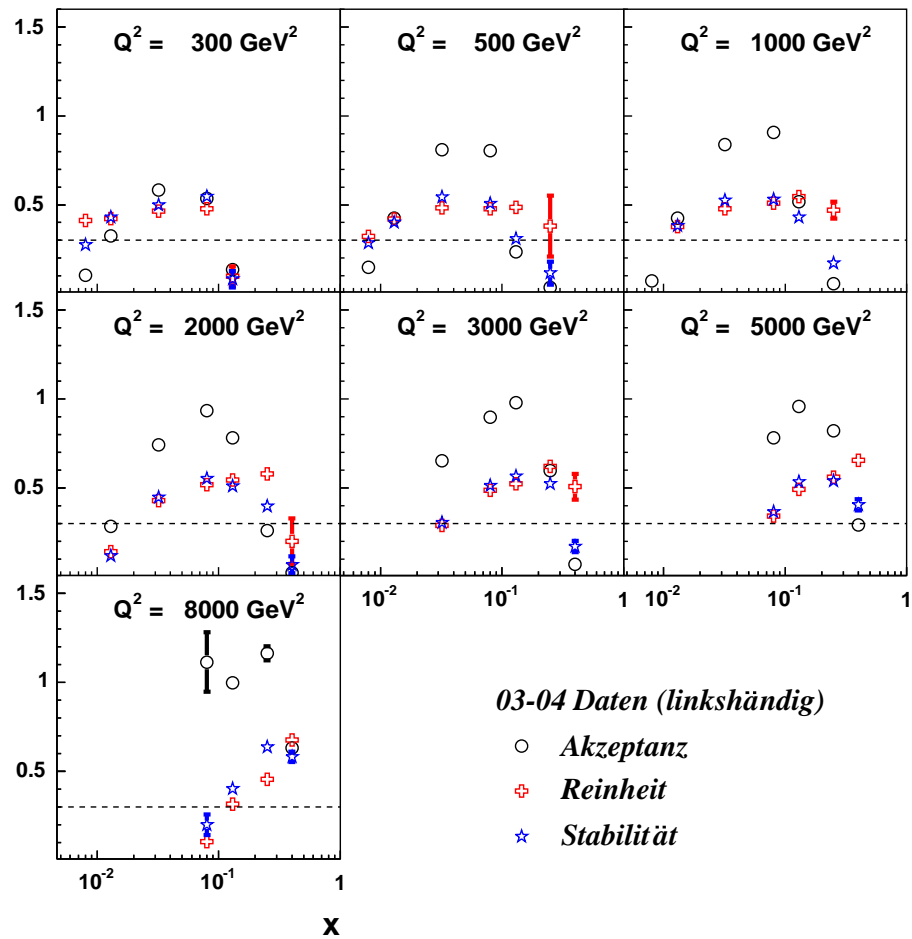 Q² = 300 GeV²
Q² = 500 GeV²
Q² = 1000 GeV²
1.5
1
0.5
Q² = 2000 GeV²
Q² = 3000 GeV²
Q² = 5000 GeV²
1.5
1
0.5
10⁻² 10⁻¹ 1
10⁻² 10⁻¹ 1
Q² = 8000 GeV²
1.5
1
0.5
10⁻² 10⁻¹ 1
x
03-04 Daten (linkshändig)
Akzeptanz
Reinheit
Stabilität